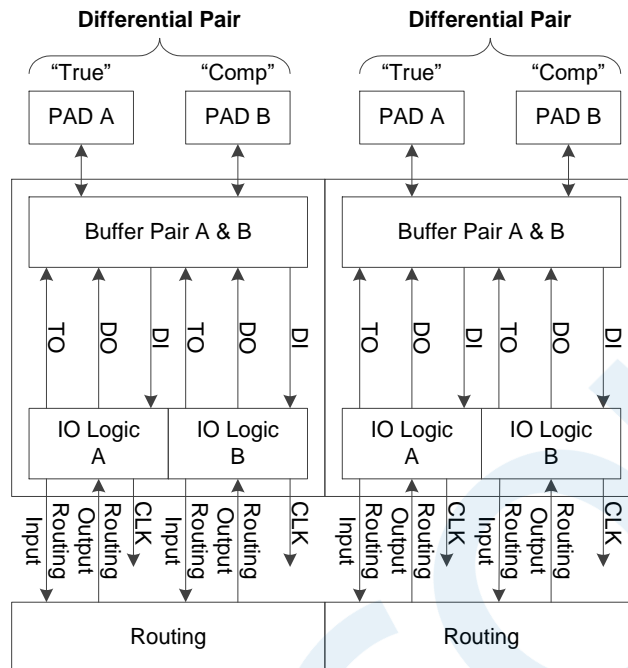 Differential Pair
Differential Pair
“True”
“Comp”
“True”
“Comp”
PAD A
PAD B
PAD A
PAD B
Buffer Pair A & B
Buffer Pair A & B
TO
DO
DI
TO
DO
DI
TO
DO
DI
TO
DO
DI
IO Logic
A
IO Logic
B
IO Logic
A
IO Logic
B
Routing
Input
Routing
Output
CLK
Routing
Input
Routing
Output
CLK
Routing
Input
Routing
Output
CLK
Routing
Input
Routing
Output
CLK
Routing
Routing